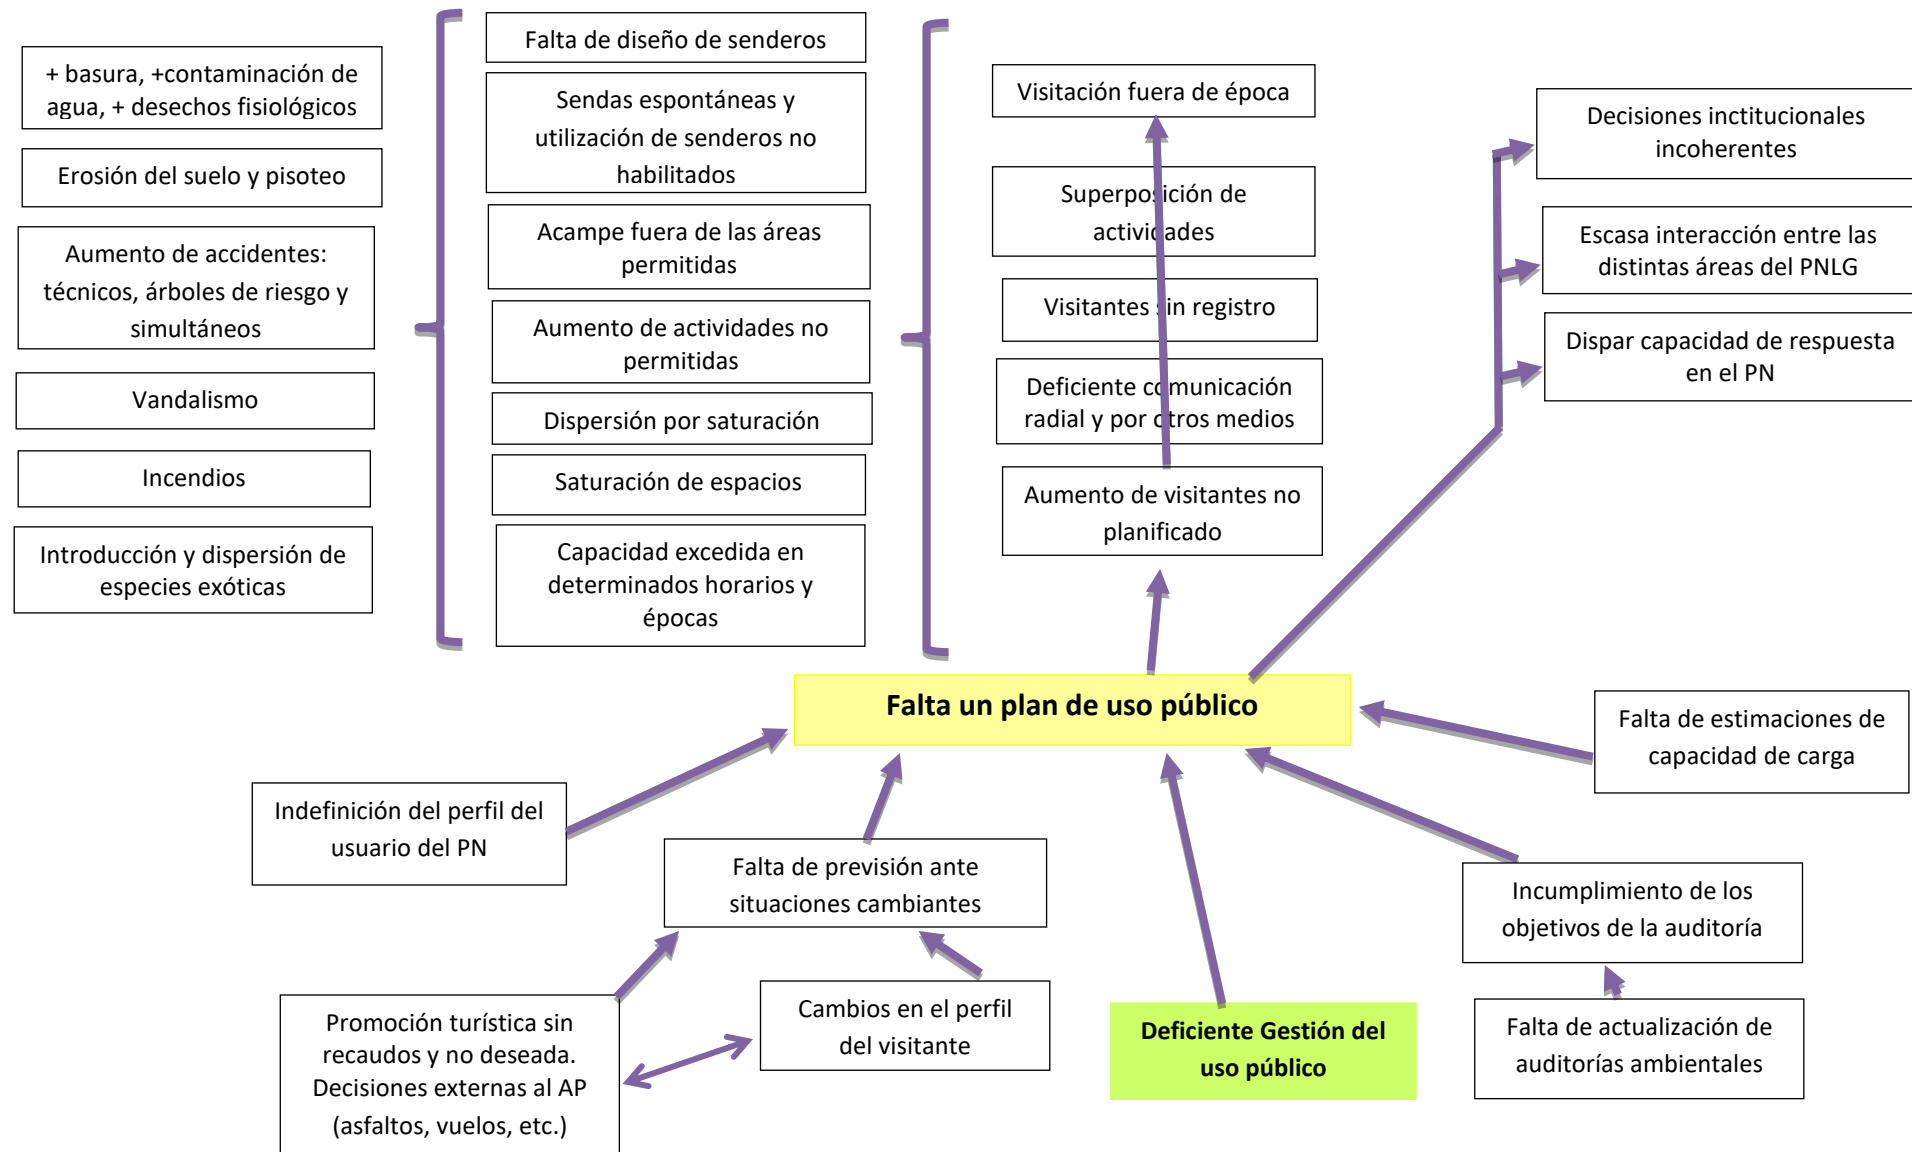 + basura, +contaminación de
agua, + desechos fisiológicos
Erosión del suelo y pisoteo
Aumento de accidentes:
técnicos, árboles de riesgo y
simultáneos
Vandalismo
Incendios
Introducción y dispersión de
especies exóticas
Falta de diseño de senderos
Sendas espontáneas y
utilización de senderos no
habilitados
Acampe fuera de las áreas
permitidas
Aumento de actividades no
permitidas
Dispersión por saturación
Saturación de espacios
Capacidad excedida en
determinados horarios y
épocas
Visitación fuera de época
Superposición de
actividades
Visitantes sin registro
Deficiente comunicación
radial y por otros medios
Aumento de visitantes no
planificado
Decisiones inctitucionales
incoherentes
Escasa interacción entre las
distintas áreas del PNLG
Dispar capacidad de respuesta
en el PN
Falta un plan de uso público
Falta de estimaciones de
capacidad de carga
Indefinición del perfil del
usuario del PN
Falta de previsión ante
situaciones cambiantes
Incumplimiento de los
objetivos de la auditoría
Promoción turística sin
recaudos y no deseada.
Decisiones externas al AP
(asfaltos, vuelos, etc.)
Cambios en el perfil
del visitante
Deficiente Gestión del
uso público
Falta de actualización de
auditorías ambientales